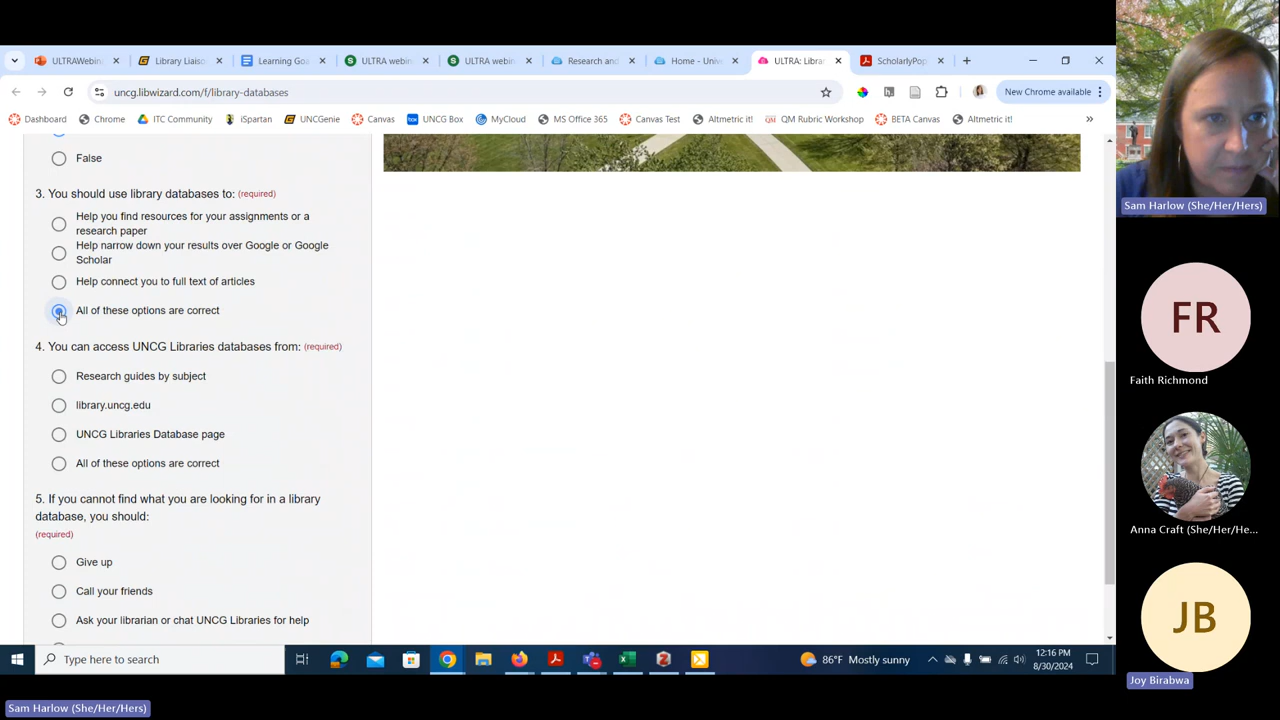 ULTRAWebin
Library Liaiso
Learning Goa
ULTRA webin
ULTRA webin
Research and
Home - Unive
ULTRA: Librar
ScholarlyPop
uncg.libwizard.com/f/library-databases
New Chrome available
Dashboard
Chrome
ITC Community
iSpartan
UNCGenie
Canvas
UNCG Box
MyCloud
MS Office 365
Canvas Test
Altmetric it!
QM Rubric Workshop
BETA Canvas
Altmetric it!
»
False
3. You should use library databases to: (required)
Help you find resources for your assignments or a
research paper
Help narrow down your results over Google or Google
Scholar
Help connect you to full text of articles
All of these options are correct
4. You can access UNCG Libraries databases from: (required)
Research guides by subject
library.uncg.edu
UNCG Libraries Database page
All of these options are correct
5. If you cannot find what you are looking for in a library
database, you should:
(required)
Give up
Call your friends
Ask your librarian or chat UNCG Libraries for help
Type here to search
86°F Mostly sunny
12:16 PM
8/30/2024
Sam Harlow (She/Her/Hers)
Sam Harlow (She/Her/Hers)
FR
Faith Richmond
Anna Craft (She/Her/He...
JB
Joy Birabwa